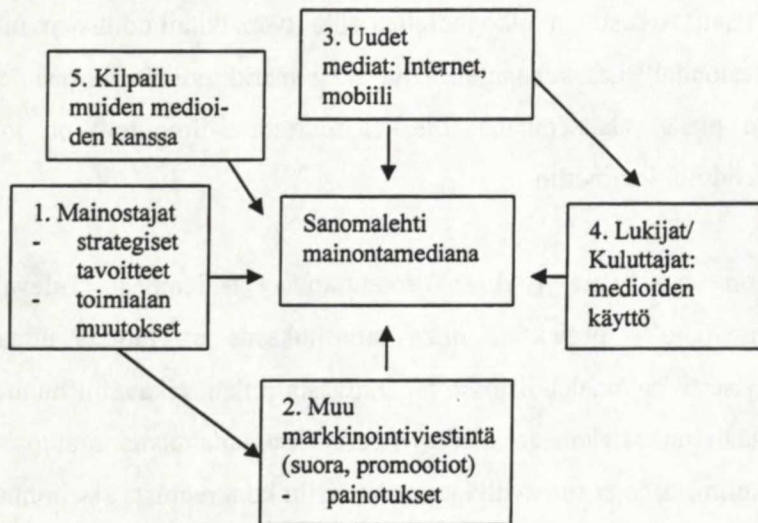 5. Kilpailu
muiden medioi-
den kanssa
3. Uudet
mediat: Internet,
mobiili
1. Mainostajat
- strategiset
tavoitteet
- toimialan
muutokset
Sanomalehti
mainontamediana
4. Lukijat/
Kuluttajat:
medioiden
käyttö
2. Muu
markkinointiviestintä
(suora, promootiot)
painotukset